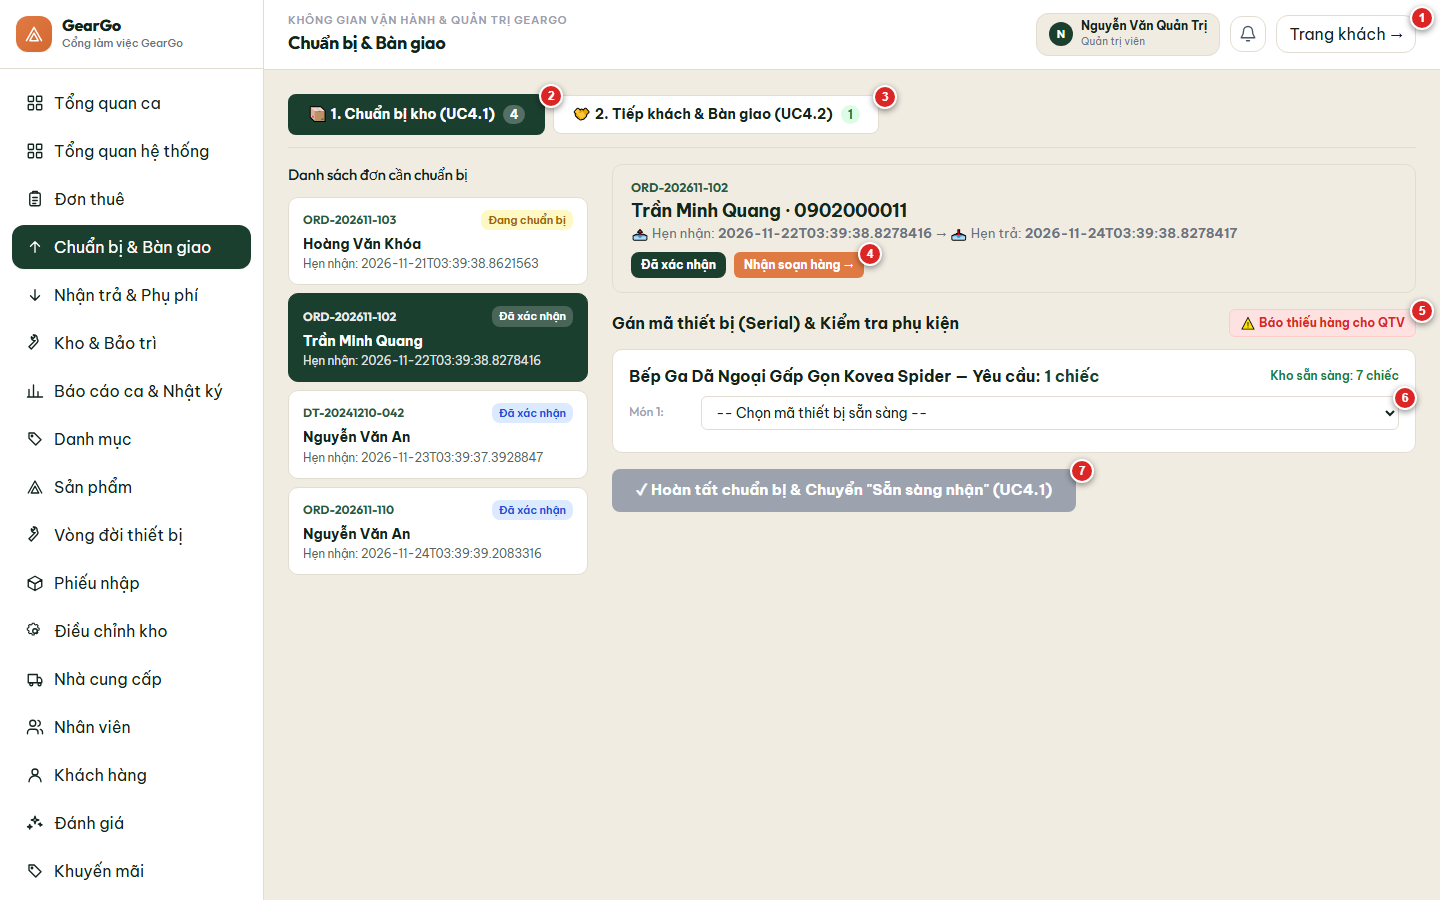 GearGo
Cổng làm việc GearGo
Tổng quan ca
Tổng quan hệ thống
Đơn thuê
Chuẩn bị & Bàn giao
Nhận trả & Phụ phí
Kho & Bảo trì
Báo cáo ca & Nhật ký
Danh mục
Sản phẩm
Vòng đời thiết bị
Phiếu nhập
Điều chỉnh kho
Nhà cung cấp
Nhân viên
Khách hàng
Đánh giá
Khuyến mãi
KHÔNG GIAN VẬN HÀNH & QUẢN TRỊ GEARGO
Chuẩn bị & Bàn giao
N
Nguyễn Văn Quản Trị
Quản trị viên
Trang khách →
1
1. Chuẩn bị kho (UC4.1) 4
2
2. Tiếp khách & Bàn giao (UC4.2) 1
3
Danh sách đơn cần chuẩn bị
ORD-202611-103 Đang chuẩn bị
Hoàng Văn Khóa
Hẹn nhận: 2026-11-21T03:39:38.8621563
ORD-202611-102 Đã xác nhận
Trần Minh Quang
Hẹn nhận: 2026-11-22T03:39:38.8278416
DT-20241210-042 Đã xác nhận
Nguyễn Văn An
Hẹn nhận: 2026-11-23T03:39:37.3928847
ORD-202611-110 Đã xác nhận
Nguyễn Văn An
Hẹn nhận: 2026-11-24T03:39:39.2083316
ORD-202611-102
Trần Minh Quang · 0902000011
Hẹn nhận: 2026-11-22T03:39:38.8278416 → Hẹn trả: 2026-11-24T03:39:38.8278417
Đã xác nhận Nhận soạn hàng →
4
Gán mã thiết bị (Serial) & Kiểm tra phụ kiện
Báo thiếu hàng cho QTV
5
Bếp Ga Dã Ngoại Gấp Gọn Kovea Spider — Yêu cầu: 1 chiếc
Kho sẵn sàng: 7 chiếc
Món 1: -- Chọn mã thiết bị sẵn sàng --
6
✓ Hoàn tất chuẩn bị & Chuyển "Sẵn sàng nhận" (UC4.1)
7